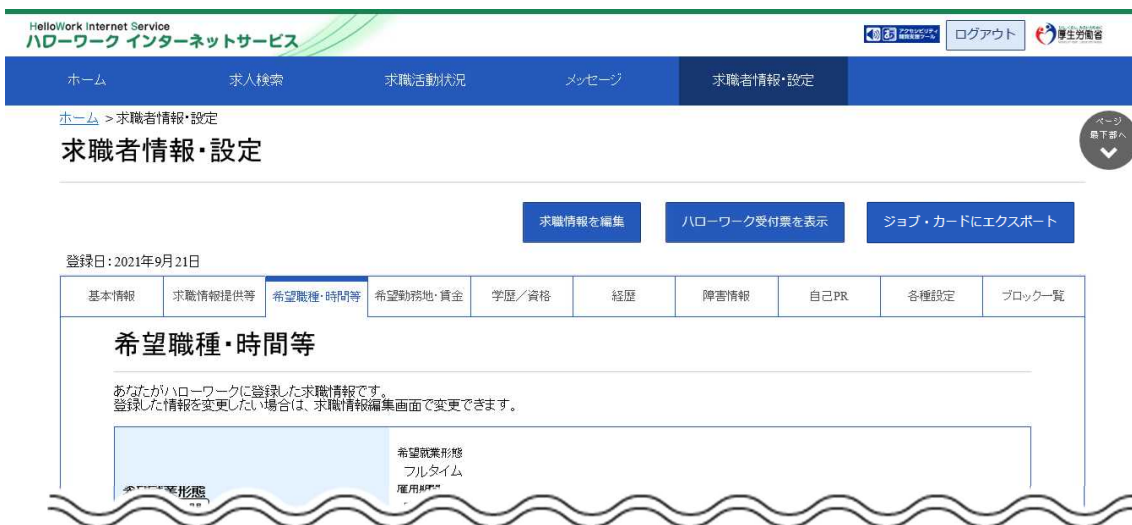 HelloWork Internet Service
ハローワーク インターネットサービス
ログアウト
厚生労働省
ホーム 求人検索 求職活動状況 メッセージ 求職者情報・設定
ホーム > 求職者情報・設定
ページ
最下部へ
求職者情報・設定
求職情報を編集 ハローワーク受付票を表示 ジョブ・カードにエクスポート
登録日:2021年9月21日
基本情報 求職情報提供等 希望職種・時間等 希望勤務地・賃金 学歴/資格 経歴 障害情報 自己PR 各種設定 ブロック一覧
希望職種・時間等
あなたがハローワークに登録した求職情報です。
登録した情報を変更したい場合は、求職情報編集画面で変更できます。
希望就業形態
フルタイム